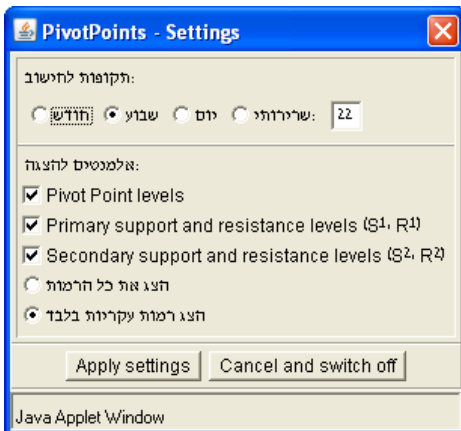 PivotPoints - Settings
תקופות לחישוב:
חודש שבוע יום שרירותי: 22
אלמנטים להצגה:
Pivot Point levels
Primary support and resistance levels (S1, R1)
Secondary support and resistance levels (S2, R2)
הצג את כל הרמות
הצג רמות עקריות בלבד
Apply settings Cancel and switch off
Java Applet Window